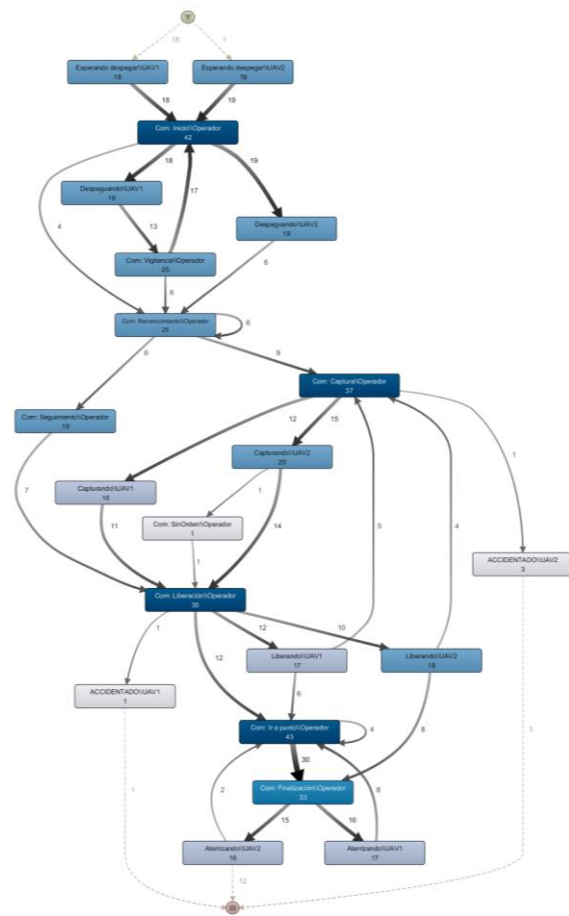 18
1
Esperando despegar\\UAV1
18
Esperando despegar\\UAV2
19
18
19
Com: Inicio\\Operador
42
18
19
4
17
Despegando\\UAV1
18
13
Despegando\\UAV2
19
Com: Vigilancia\\Operador
25
6
6
Com: Reconocimiento\\Operador
25
6
6
9
Com: Captura\\Operador
37
Com: Seguimiento\\Operador
19
12
15
1
Capturando\\UAV2
20
7
Capturando\\UAV1
16
1
5
4
11
14
Com: SinOrden\\Operador
1
1
ACCIDENTADO\\UAV2
3
Com: Liberación\\Operador
35
1
12
12
10
Liberando\\UAV1
17
Liberando\\UAV2
18
ACCIDENTADO\\UAV1
1
6
Com: Ir a punto\\Operador
43
4
8
3
30
1
2
Com: Finalización\\Operador
33
15
16
Aterrizando\\UAV2
16
Aterrizando\\UAV1
17
12